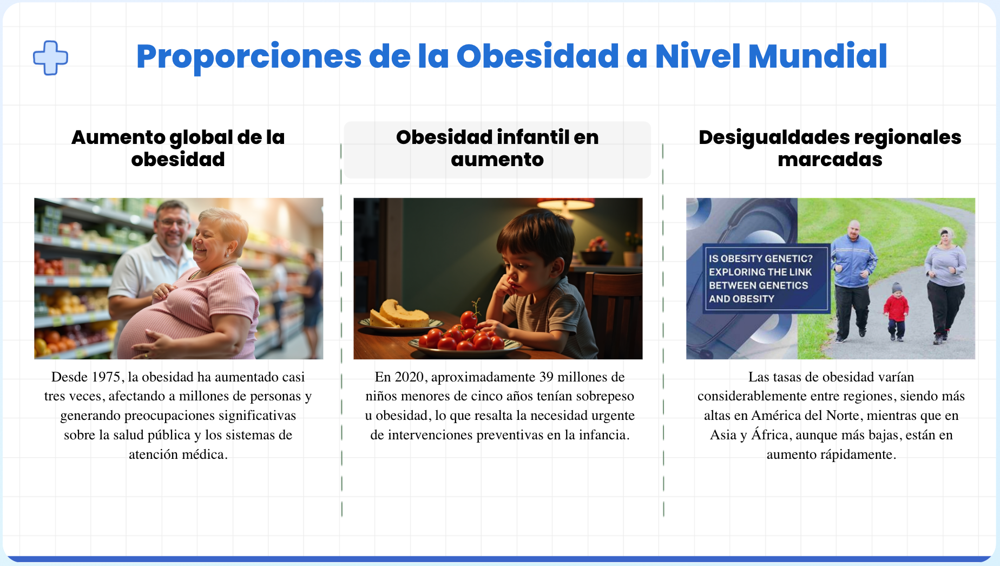 Proporciones de la Obesidad a Nivel Mundial
Aumento global de la
obesidad
Desde 1975, la obesidad ha aumentado casi
tres veces, afectando a millones de personas y
generando preocupaciones significativas
sobre la salud pública y los sistemas de
atención médica.
Obesidad infantil en
aumento
En 2020, aproximadamente 39 millones de
niños menores de cinco años tenían sobrepeso
u obesidad, lo que resalta la necesidad urgente
de intervenciones preventivas en la infancia.
Desigualdades regionales
marcadas
IS OBESITY GENETIC?
EXPLORING THE LINK
BETWEEN GENETICS
AND OBESITY
Las tasas de obesidad varían
considerablemente entre regiones, siendo más
altas en América del Norte, mientras que en
Asia y África, aunque más bajas, están en
aumento rápidamente.